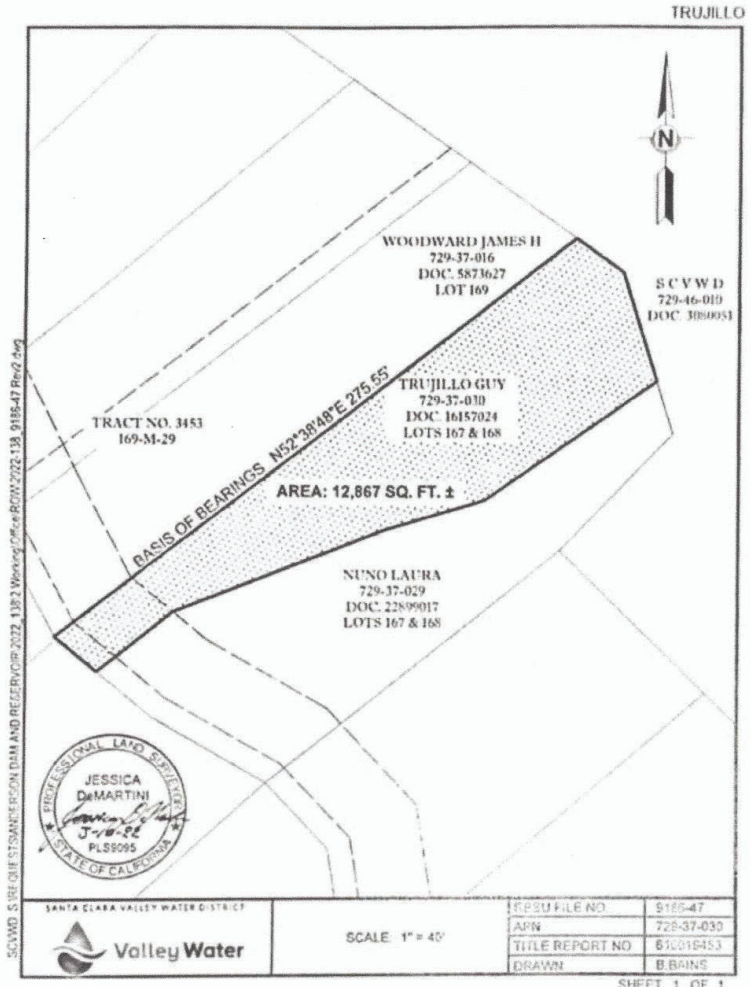 TRUJILLO
N
WOODWARD JAMES H
729-37-016
DOC. 5873627
LOT 169
S C V W D
729-46-010
DOC. 3080051
BASIS OF BEARINGS N52°38'48"E 275.55'
TRUJILLO GUY
729-37-030
DOC. 16157024
LOTS 167 & 168
TRACT NO. 3453
169-M-29
AREA: 12,867 SQ. FT. ±
NUNO LAURA
729-37-029
DOC. 22899017
LOTS 167 & 168
PROFESSIONAL LAND SURVEYOR
JESSICA
DeMARTINI
PLS9095
STATE OF CALIFORNIA
SANTA CLARA VALLEY WATER DISTRICT
Valley Water
SCALE: 1" = 40'
FILE NO. 9186-47
APN 729-37-030
TITLE REPORT NO
DRAWN B.BAINS
SHEET 1 OF 1